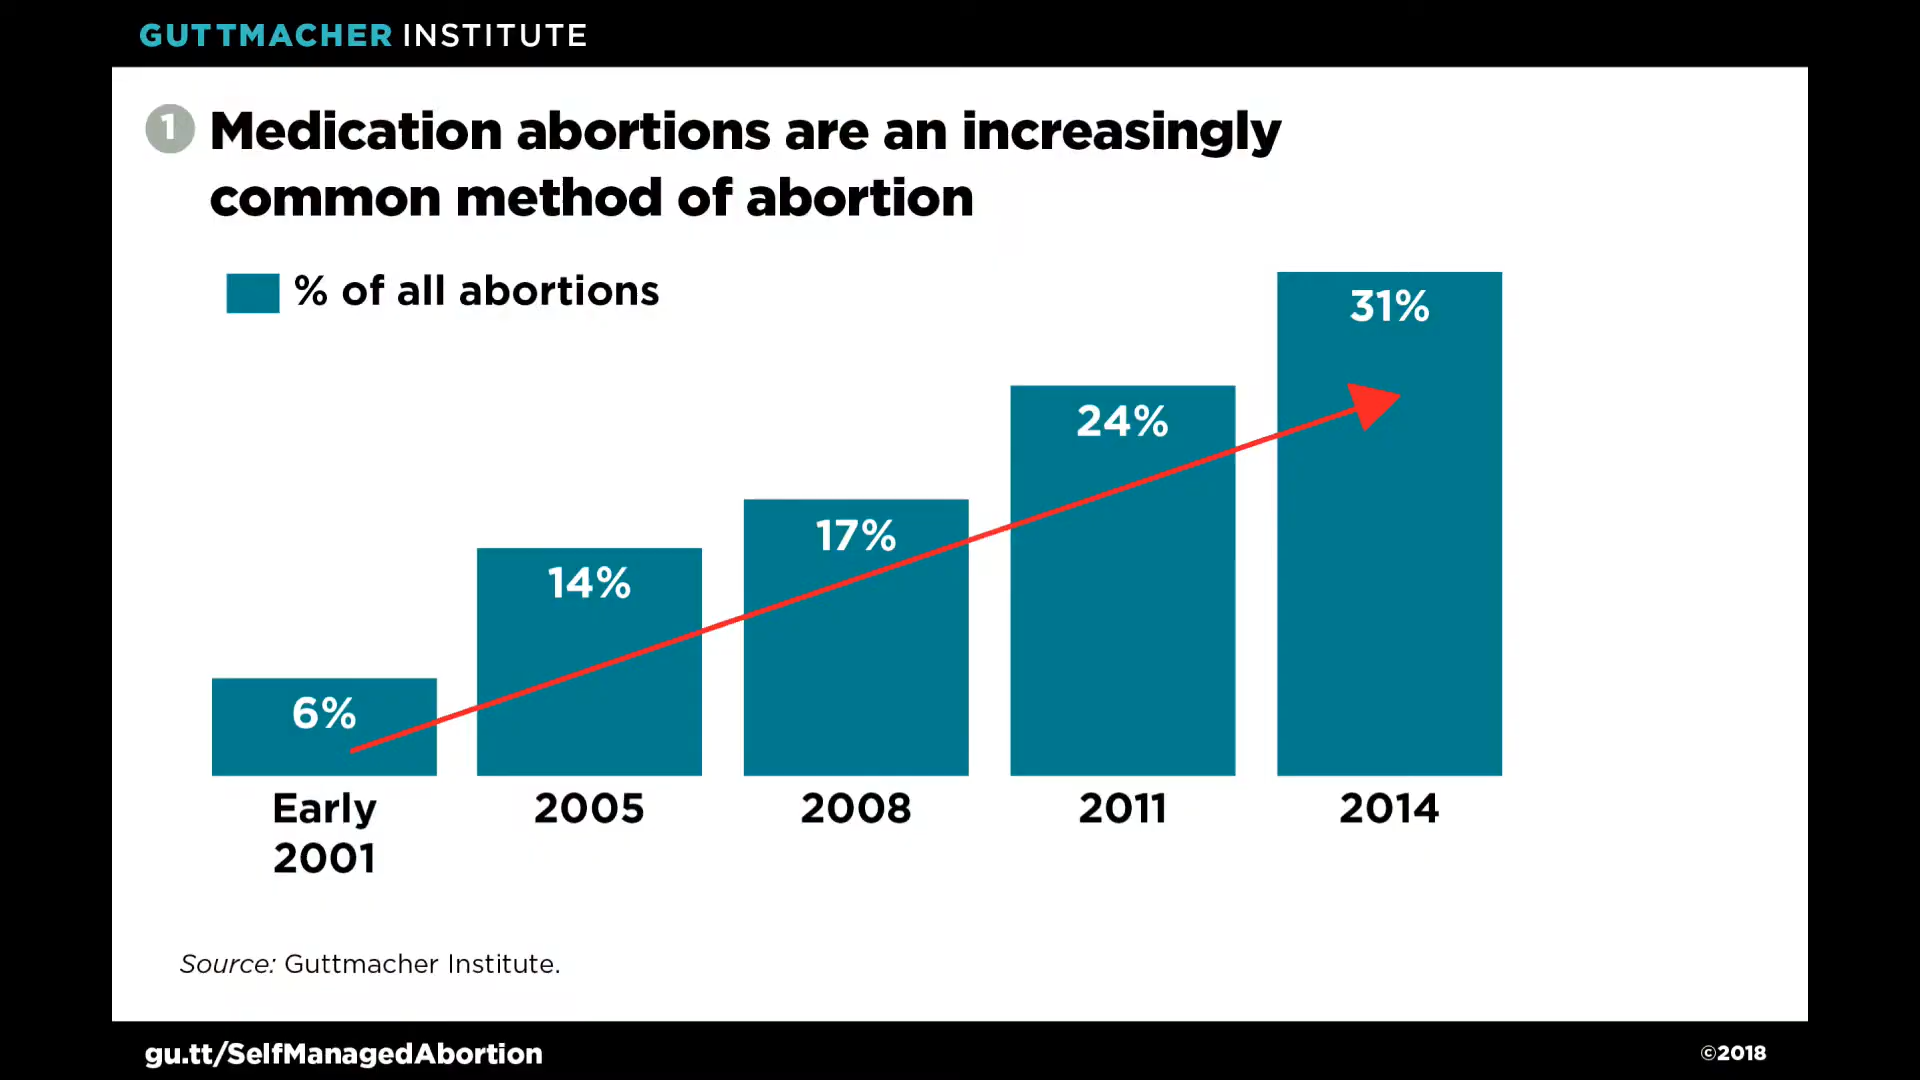 GUTTMACHER INSTITUTE
1 Medication abortions are an increasingly
common method of abortion
% of all abortions
31%
24%
17%
14%
6%
Early
2001
2005
2008
2011
2014
Source: Guttmacher Institute.
gu.tt/SelfManagedAbortion
©2018